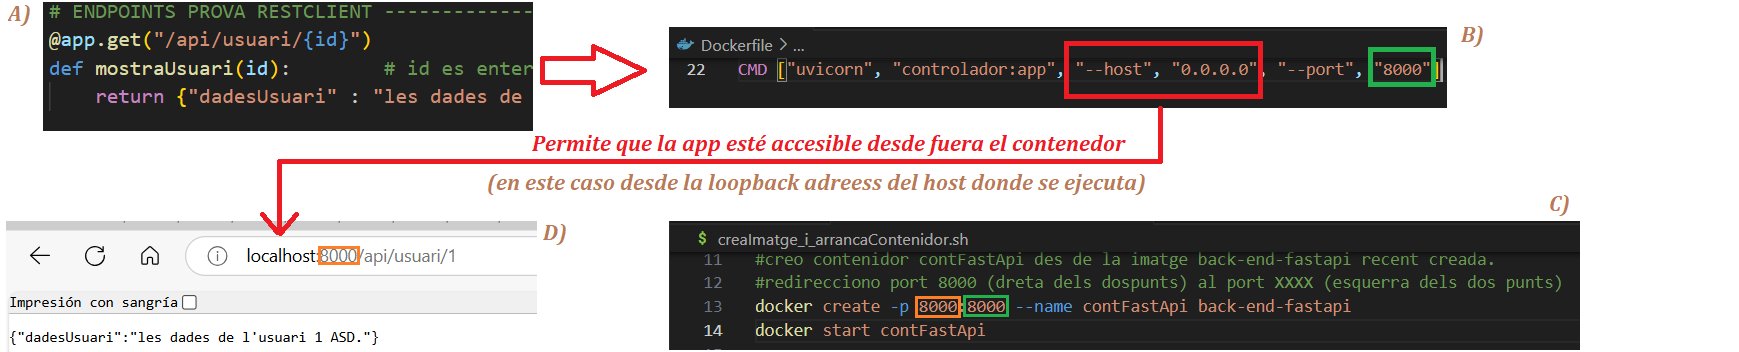 A)
# ENDPOINTS PROVA RESTCLIENT -------------
@app.get("/api/usuari/{id}")
def mostraUsuari(id): # id es enter
return {"dadesUsuari" : "les dades de
B)
Dockerfile > ...
22 CMD ["uvicorn", "controlador:app", "--host", "0.0.0.0", "--port", "8000"]
Permite que la app esté accesible desde fuera el contenedor
(en este caso desde la loopback adreess del host donde se ejecuta)
C)
$ creaImatge_i_arrancaContenidor.sh
11 #creo contenidor contFastApi des de la imatge back-end-fastapi recent creada.
12 #redirecciono port 8000 (dreta dels dospunts) al port XXXX (esquerra dels dos punts)
13 docker create -p 8000:8000 --name contFastApi back-end-fastapi
14 docker start contFastApi
D)
localhost:8000/api/usuari/1
Impresión con sangría
{"dadesUsuari":"les dades de l'usuari 1 ASD."}